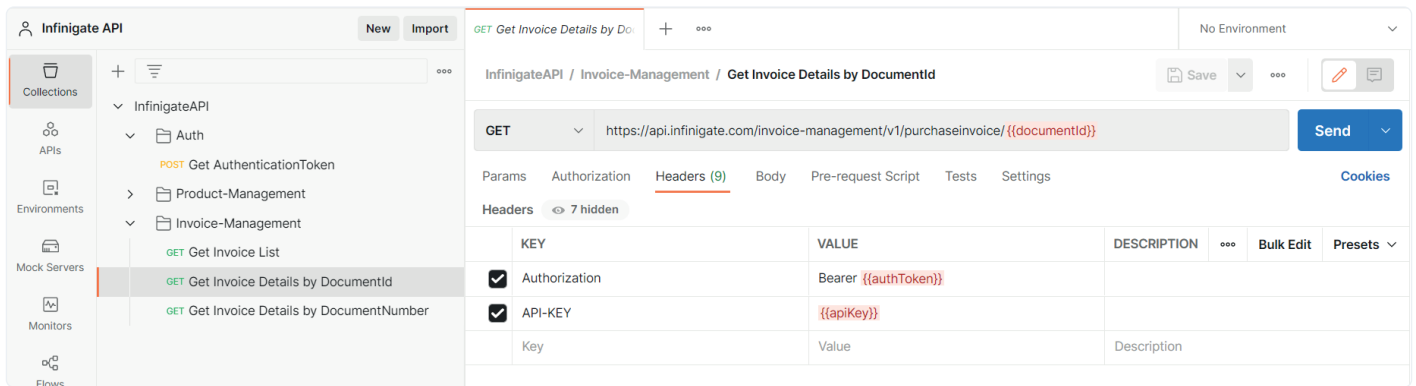 Infinigate API
New
Import
GET Get Invoice Details by Do
No Environment
Collections
APIs
Environments
Mock Servers
Monitors
Flows
InfinigateAPI
Auth
POST Get AuthenticationToken
Product-Management
Invoice-Management
GET Get Invoice List
GET Get Invoice Details by DocumentId
GET Get Invoice Details by DocumentNumber
InfinigateAPI / Invoice-Management / Get Invoice Details by DocumentId
Save
GET
https://api.infinigate.com/invoice-management/v1/purchaseinvoice/{{documentId}}
Send
Params Authorization Headers (9) Body Pre-request Script Tests Settings
Cookies
Headers 7 hidden
KEY VALUE DESCRIPTION Bulk Edit Presets
Authorization Bearer {{authToken}}
API-KEY {{apiKey}}
Key Value Description